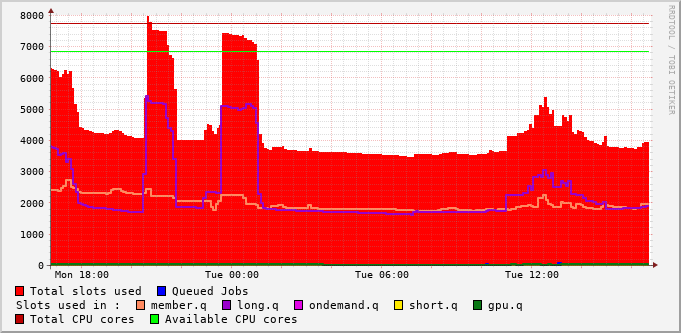 8000
7000
6000
5000
4000
3000
2000
1000
0
Mon 18:00 Tue 00:00 Tue 06:00 Tue 12:00
RRDTOOL / TOBI OETIKER
Total slots used Queued Jobs
Slots used in : member.q long.q ondemand.q short.q gpu.q
Total CPU cores Available CPU cores